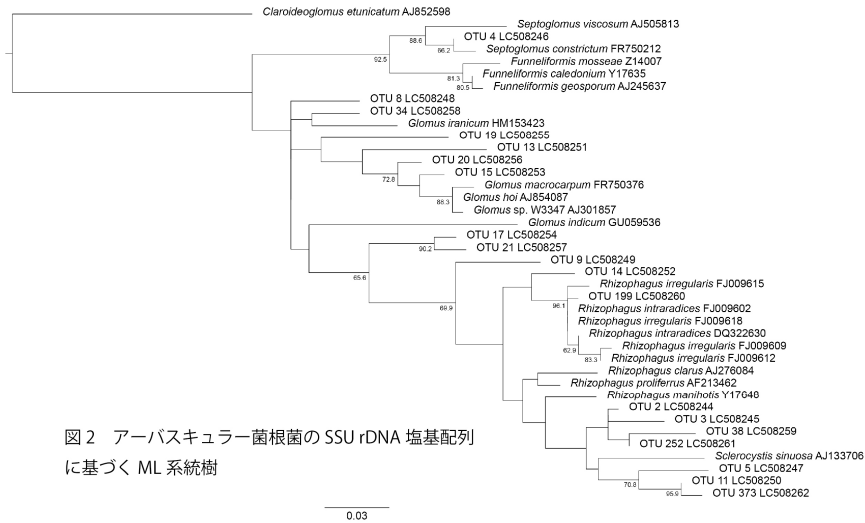 Claroideoglomus etunicatum AJ852598
Septoglomus viscosum AJ505813
88.6
OTU 4 LC508246
66.2
Septoglomus constrictum FR750212
92.5
Funneliformis mosseae Z14007
81.3
Funneliformis caledonium Y17635
80.5
Funneliformis geosporum AJ245637
OTU 8 LC508248
OTU 34 LC508258
Glomus iranicum HM153423
OTU 19 LC508255
OTU 13 LC508251
OTU 20 LC508256
72.8
OTU 15 LC508253
Glomus macrocarpum FR750376
88.3
Glomus hoi AJ854087
Glomus sp. W3347 AJ301857
Glomus indicum GU059536
OTU 17 LC508254
90.2
OTU 21 LC508257
65.6
OTU 9 LC508249
69.9
OTU 14 LC508252
Rhizophagus irregularis FJ009615
96.1
OTU 199 LC508260
Rhizophagus intraradices FJ009602
Rhizophagus irregularis FJ009618
Rhizophagus intraradices DQ322630
62.9
Rhizophagus irregularis FJ009609
83.3
Rhizophagus irregularis FJ009612
Rhizophagus clarus AJ276084
Rhizophagus proliferrus AF213462
Rhizophagus manihotis Y17648
OTU 2 LC508244
OTU 3 LC508245
OTU 38 LC508259
OTU 252 LC508261
Sclerocystis sinuosa AJ133706
OTU 5 LC508247
70.8
OTU 11 LC508250
95.9
OTU 373 LC508262
図 2　アーバスキュラー菌根菌の SSU rDNA 塩基配列
に基づく ML 系統樹
0.03